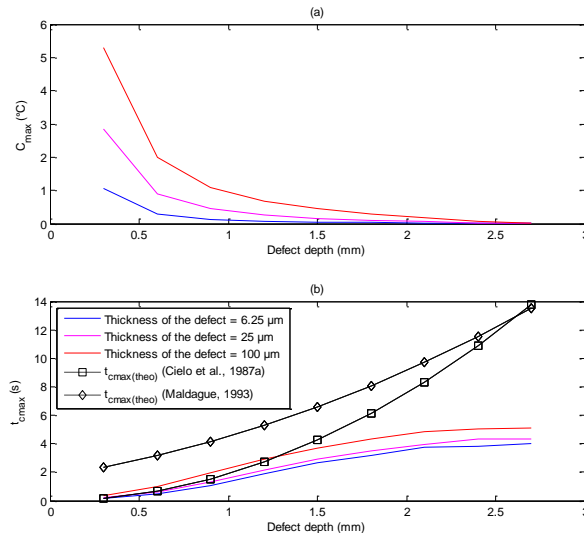 (a)
6
5
4
3
2
1
0
C_max (°C)
0 0.5 1 1.5 2 2.5 3
Defect depth (mm)
(b)
14
12
10
8
6
4
2
0
t_cmax (s)
Thickness of the defect = 6.25 µm
Thickness of the defect = 25 µm
Thickness of the defect = 100 µm
t_cmax(theo) (Cielo et al., 1987a)
t_cmax(theo) (Maldague, 1993)
0 0.5 1 1.5 2 2.5 3
Defect depth (mm)